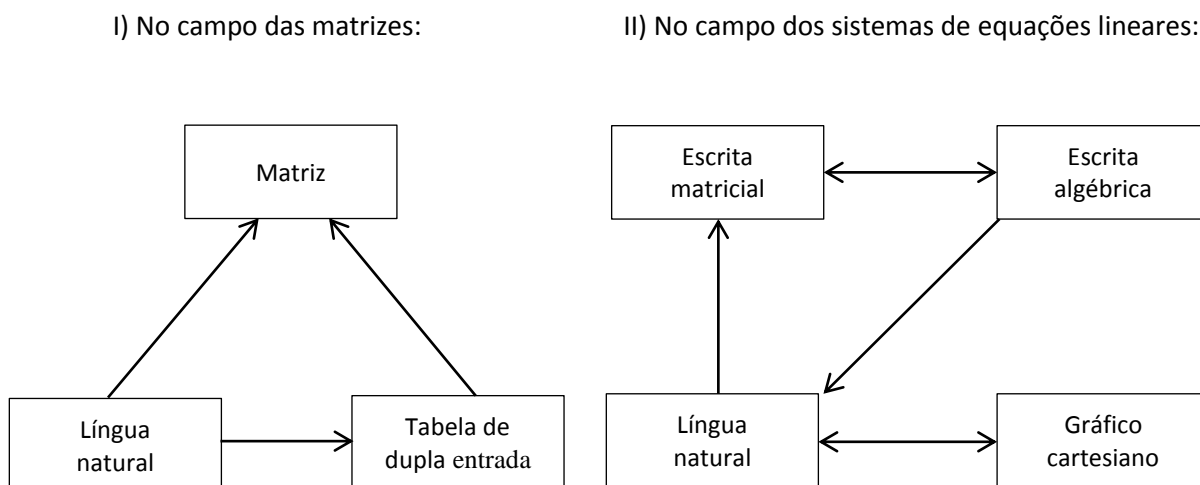 I) No campo das matrizes:
II) No campo dos sistemas de equações lineares:
Matriz
Língua
natural
Tabela de
dupla entrada
Escrita
matricial
Escrita
algébrica
Língua
natural
Gráfico
cartesiano